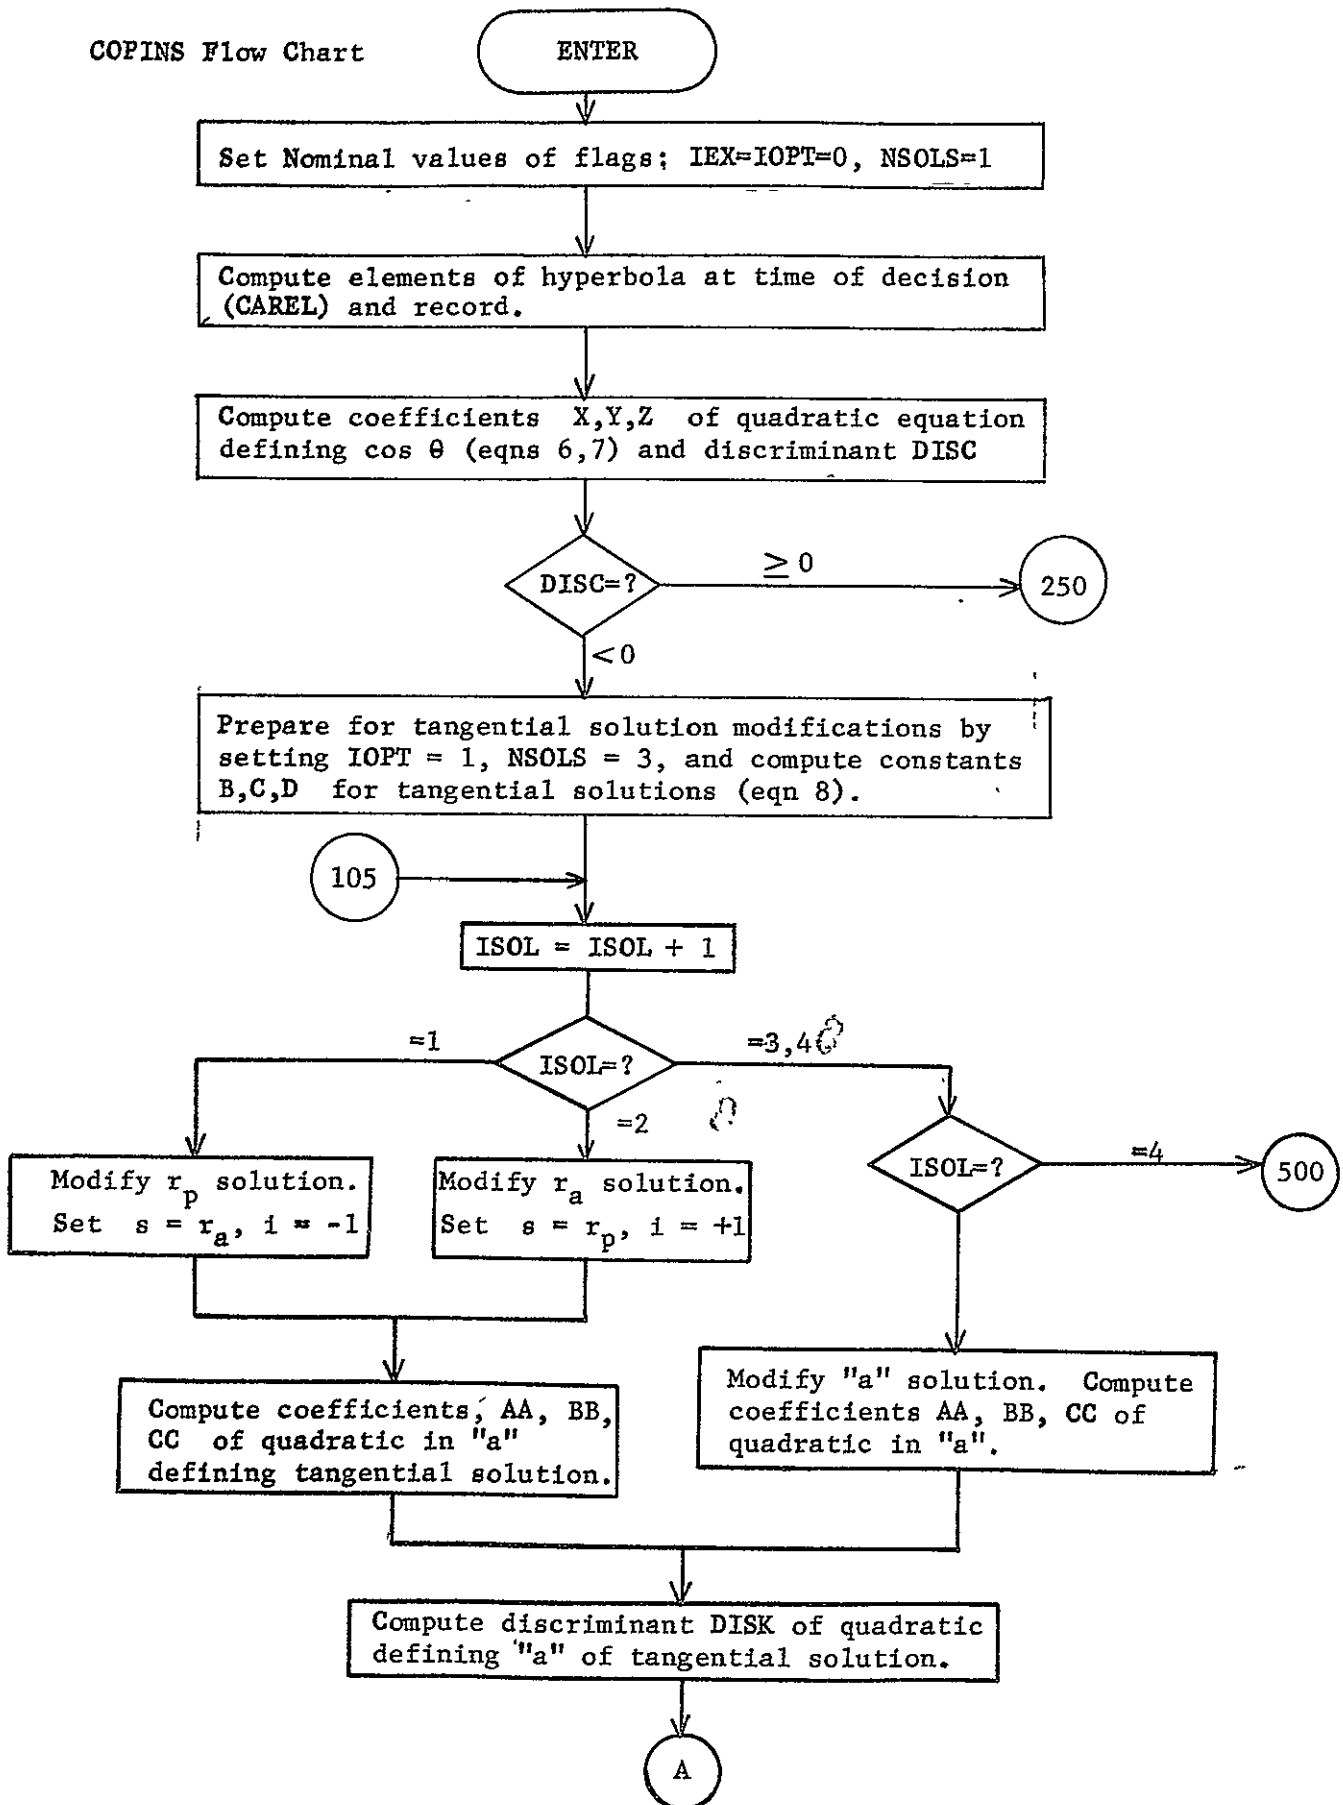 COPINS Flow Chart
ENTER
Set Nominal values of flags; IEX=IOPT=0, NSOLS=1
Compute elements of hyperbola at time of decision
(CAREL) and record.
Compute coefficients X,Y,Z of quadratic equation
defining cos θ (eqns 6,7) and discriminant DISC
DISC=?
≥ 0
250
< 0
Prepare for tangential solution modifications by
setting IOPT = 1, NSOLS = 3, and compute constants
B,C,D for tangential solutions (eqn 8).
105
ISOL = ISOL + 1
=1
ISOL=?
=3,4
=2
ISOL=?
=4
500
Modify r_p solution.
Set s = r_a, i = -1
Modify r_a solution.
Set s = r_p, i = +1
Compute coefficients, AA, BB,
CC of quadratic in "a"
defining tangential solution.
Modify "a" solution. Compute
coefficients AA, BB, CC of
quadratic in "a".
Compute discriminant DISK of quadratic
defining "a" of tangential solution.
A